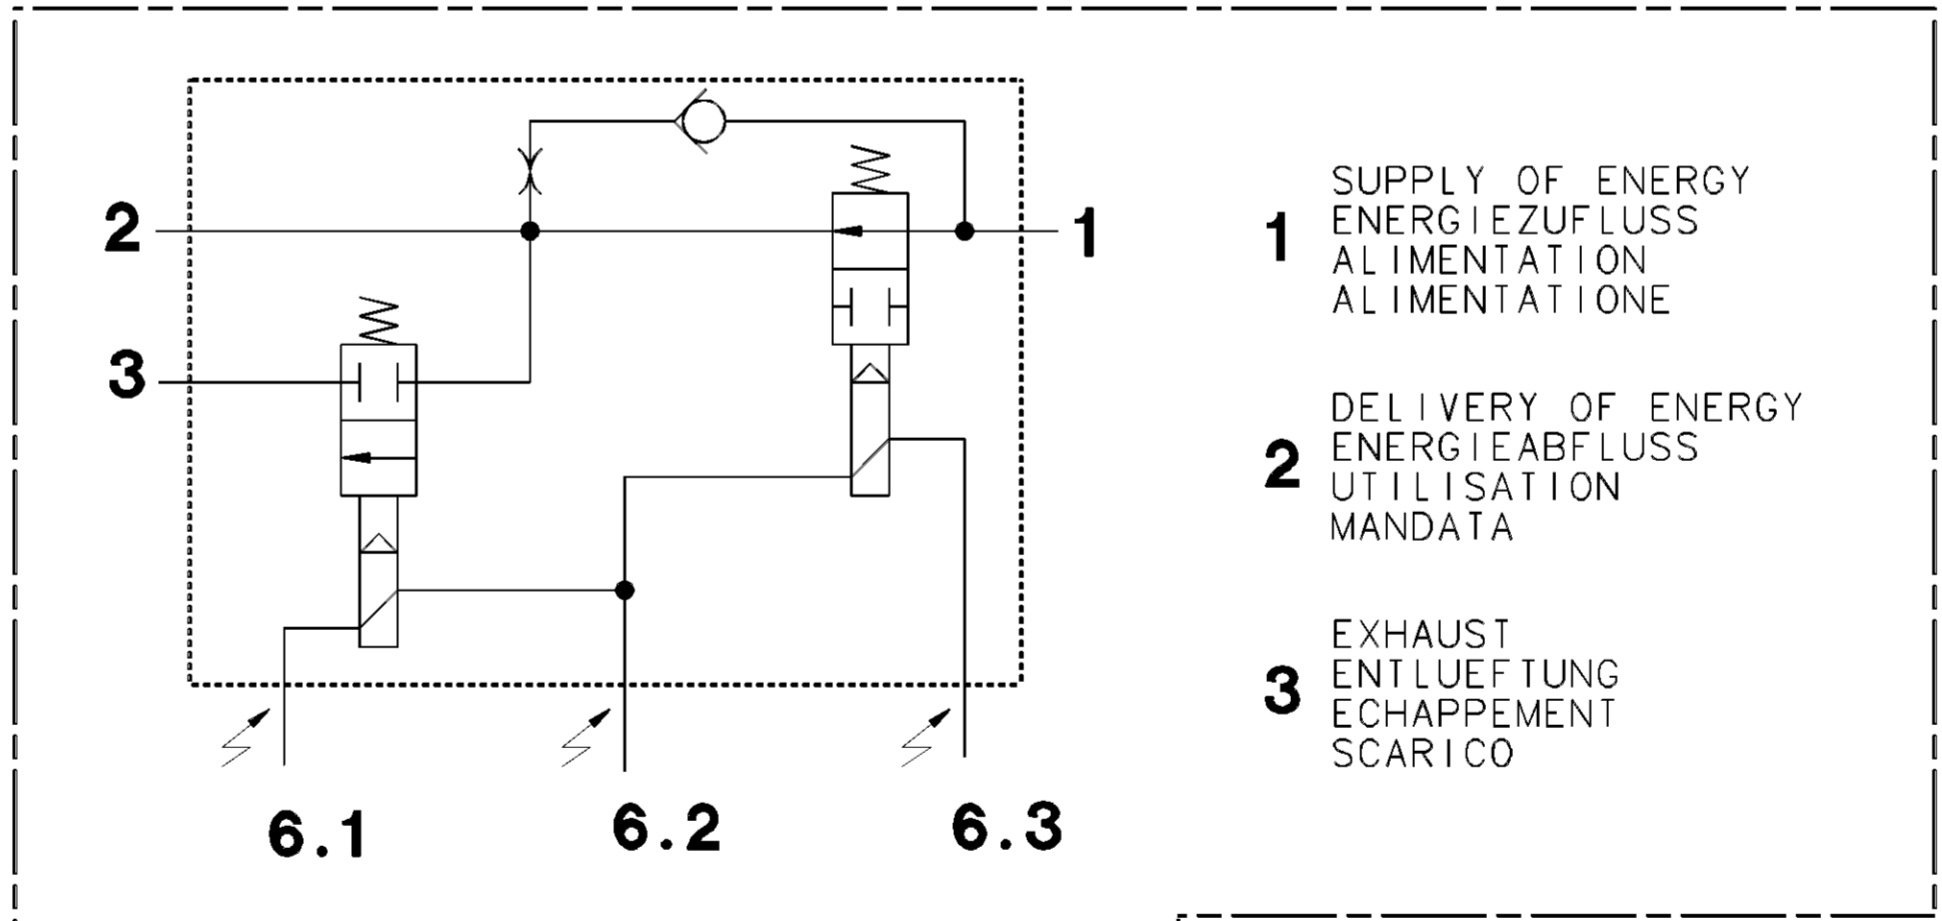 2
1
3
6.1
6.2
6.3
1
SUPPLY OF ENERGY
ENERGIEZUFLUSS
ALIMENTATION
ALIMENTATIONE
2
DELIVERY OF ENERGY
ENERGIEABFLUSS
UTILISATION
MANDATA
3
EXHAUST
ENTLUEFTUNG
ECHAPPEMENT
SCARICO